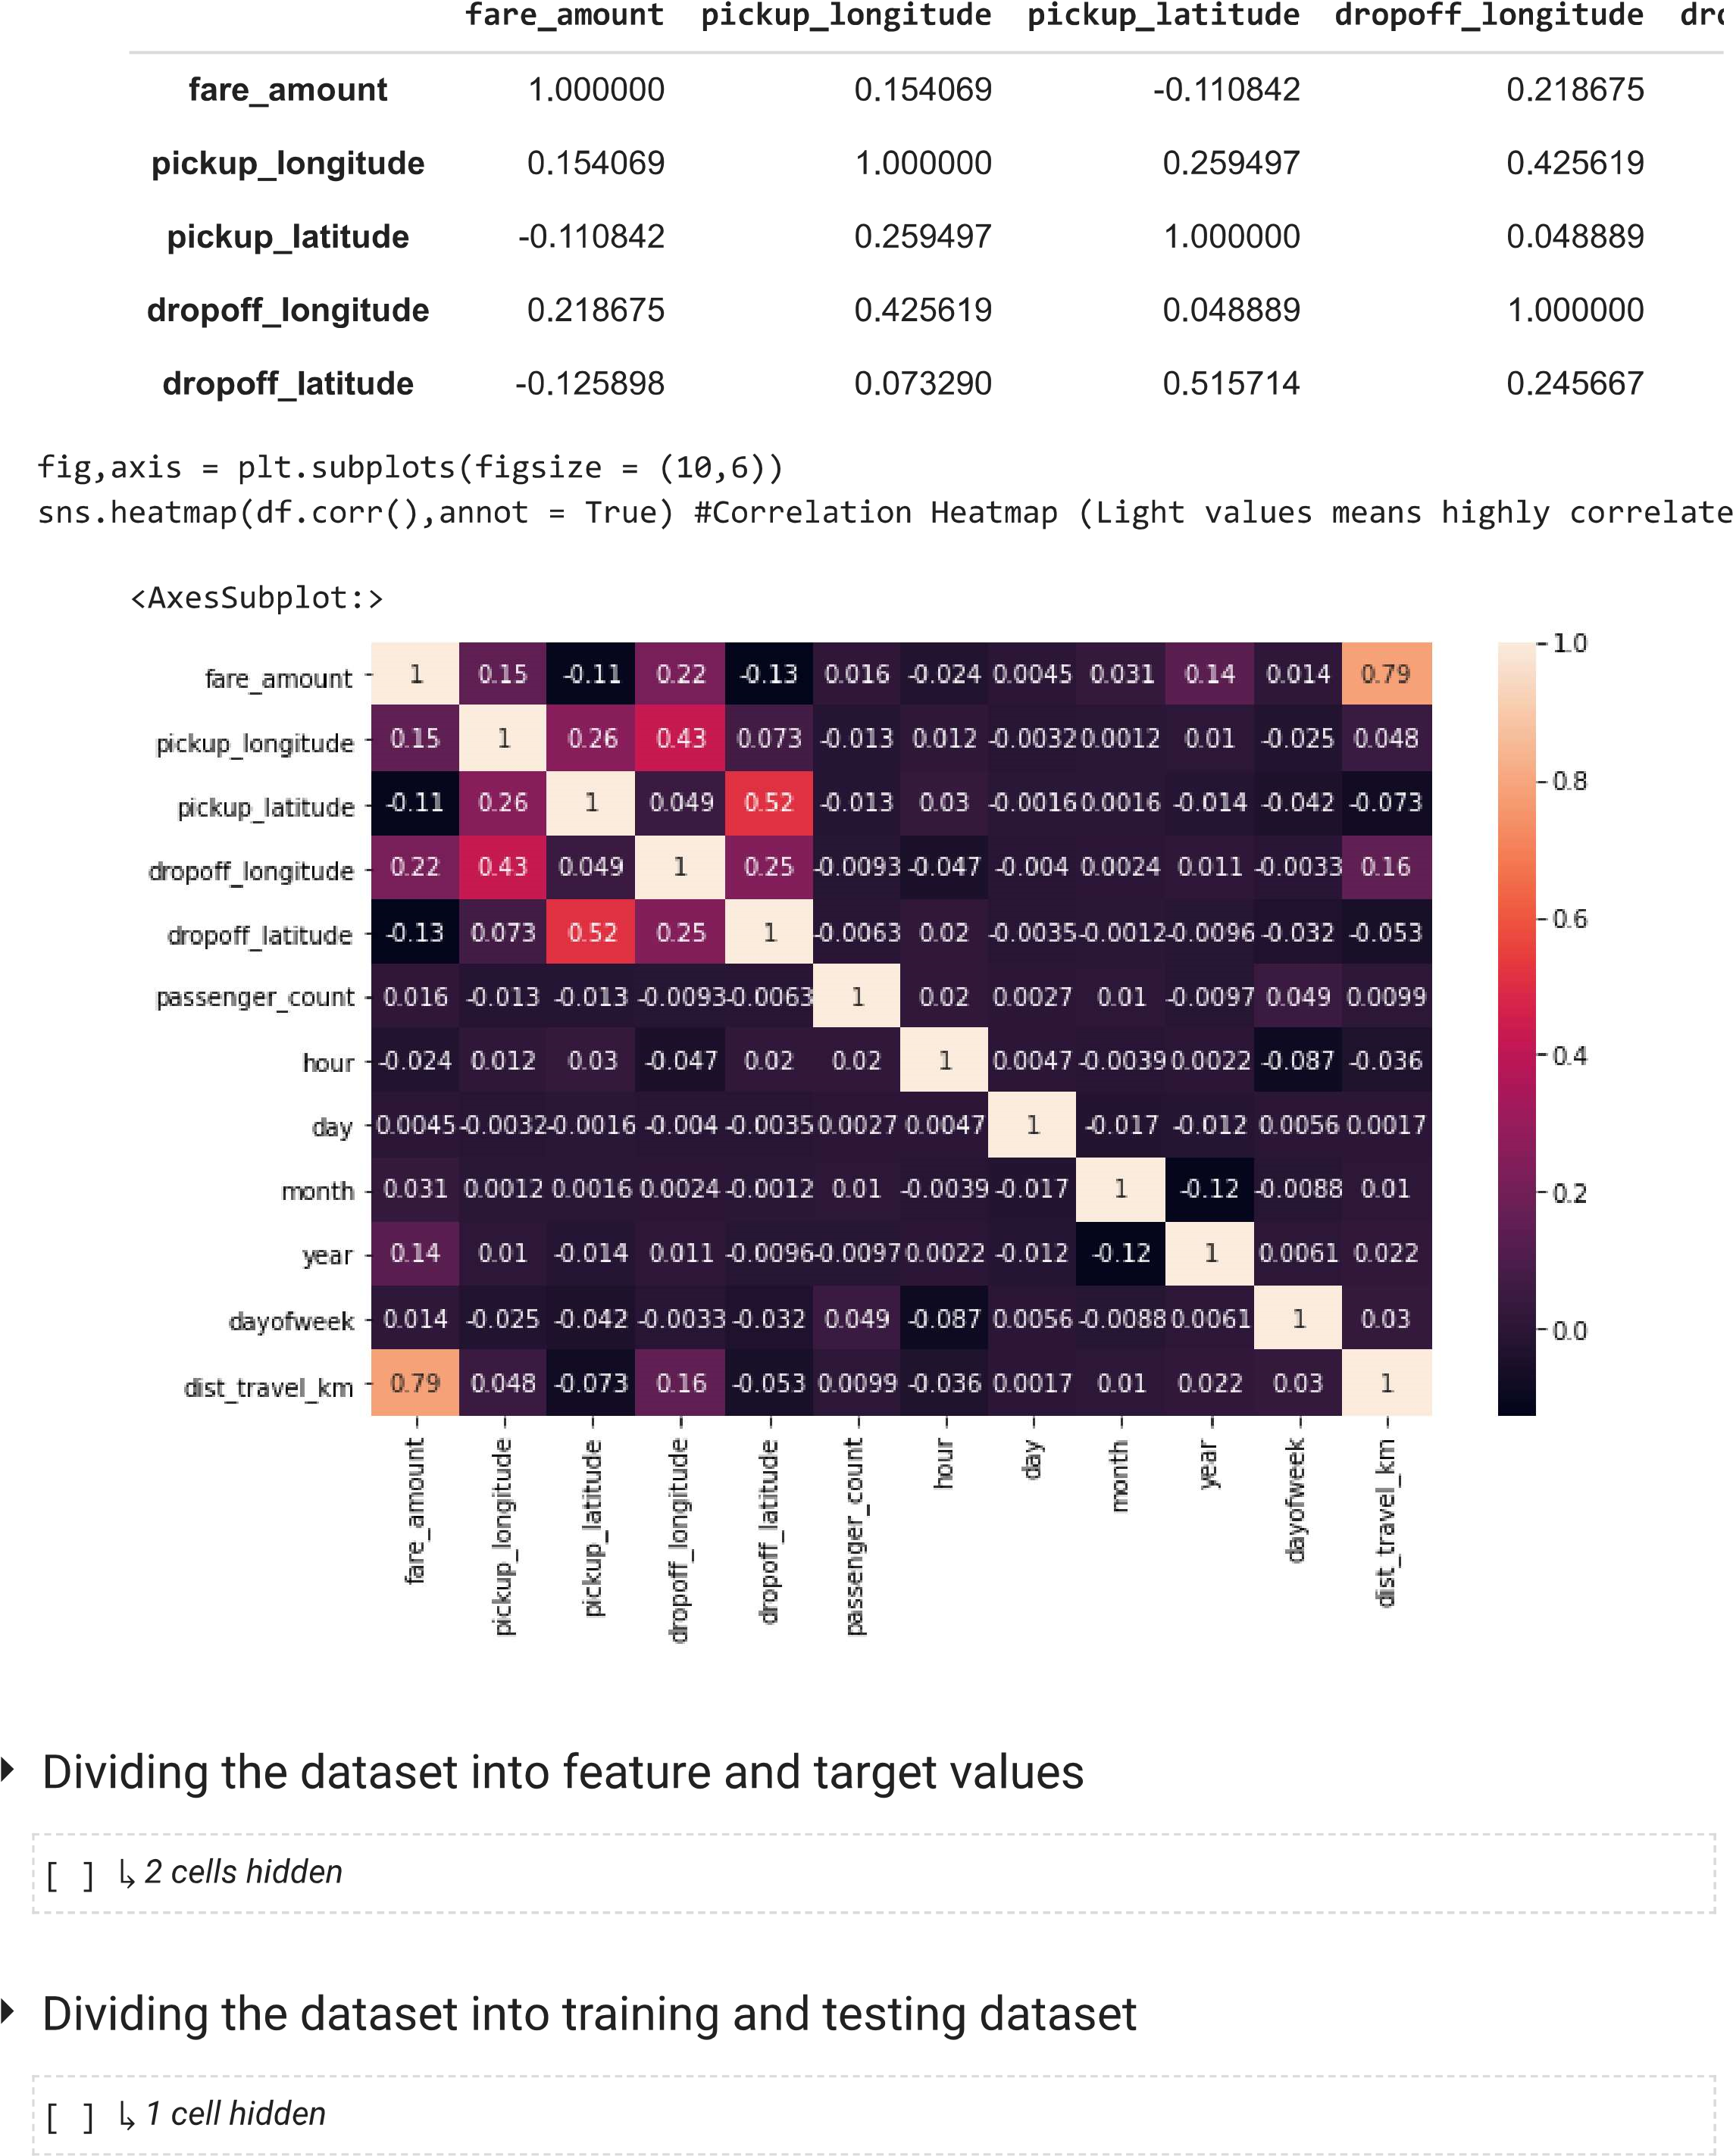 fare_amount pickup_longitude pickup_latitude dropoff_longitude
fare_amount 1.000000 0.154069 -0.110842 0.218675
pickup_longitude 0.154069 1.000000 0.259497 0.425619
pickup_latitude -0.110842 0.259497 1.000000 0.048889
dropoff_longitude 0.218675 0.425619 0.048889 1.000000
dropoff_latitude -0.125898 0.073290 0.515714 0.245667
fig,axis = plt.subplots(figsize = (10,6))
sns.heatmap(df.corr(),annot = True) #Correlation Heatmap (Light values means highly correlate
<AxesSubplot:>
fare_amount 1 0.15 -0.11 0.22 -0.13 0.016 -0.024 0.0045 0.031 0.14 0.014 0.79
pickup_longitude 0.15 1 0.26 0.43 0.073 -0.013 0.012 -0.0032 0.0012 0.01 -0.025 0.048
pickup_latitude -0.11 0.26 1 0.049 0.52 -0.013 0.03 -0.0016 0.0016 -0.014 -0.042 -0.073
dropoff_longitude 0.22 0.43 0.049 1 0.25 -0.0093 -0.047 -0.004 0.0024 0.011 -0.0033 0.16
dropoff_latitude -0.13 0.073 0.52 0.25 1 -0.0063 0.02 -0.0035 -0.0012 -0.0096 -0.032 -0.053
passenger_count 0.016 -0.013 -0.013 -0.0093 -0.0063 1 0.02 0.0027 0.01 -0.0097 0.049 0.0099
hour -0.024 0.012 0.03 -0.047 0.02 0.02 1 0.0047 -0.0039 0.0022 -0.087 -0.036
day 0.0045 -0.0032 -0.0016 -0.004 -0.0035 0.0027 0.0047 1 -0.017 -0.012 0.0056 0.0017
month 0.031 0.0012 0.0016 0.0024 -0.0012 0.01 -0.0039 -0.017 1 -0.12 -0.0088 0.01
year 0.14 0.01 -0.014 0.011 -0.0096 -0.0097 0.0022 -0.012 -0.12 1 0.0061 0.022
dayofweek 0.014 -0.025 -0.042 -0.0033 -0.032 0.049 -0.087 0.0056 -0.0088 0.0061 1 0.03
dist_travel_km 0.79 0.048 -0.073 0.16 -0.053 0.0099 -0.036 0.0017 0.01 0.022 0.03 1
fare_amount pickup_longitude pickup_latitude dropoff_longitude dropoff_latitude passenger_count hour day month year dayofweek dist_travel_km
1.0
0.8
0.6
0.4
0.2
0.0
Dividing the dataset into feature and target values
[ ] ↳ 2 cells hidden
Dividing the dataset into training and testing dataset
[ ] ↳ 1 cell hidden